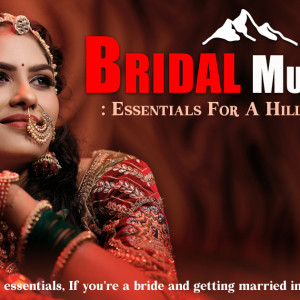 BRIDAL Mu
: ESSENTIALS FOR A HILL
essentials, If you're a bride and getting married in